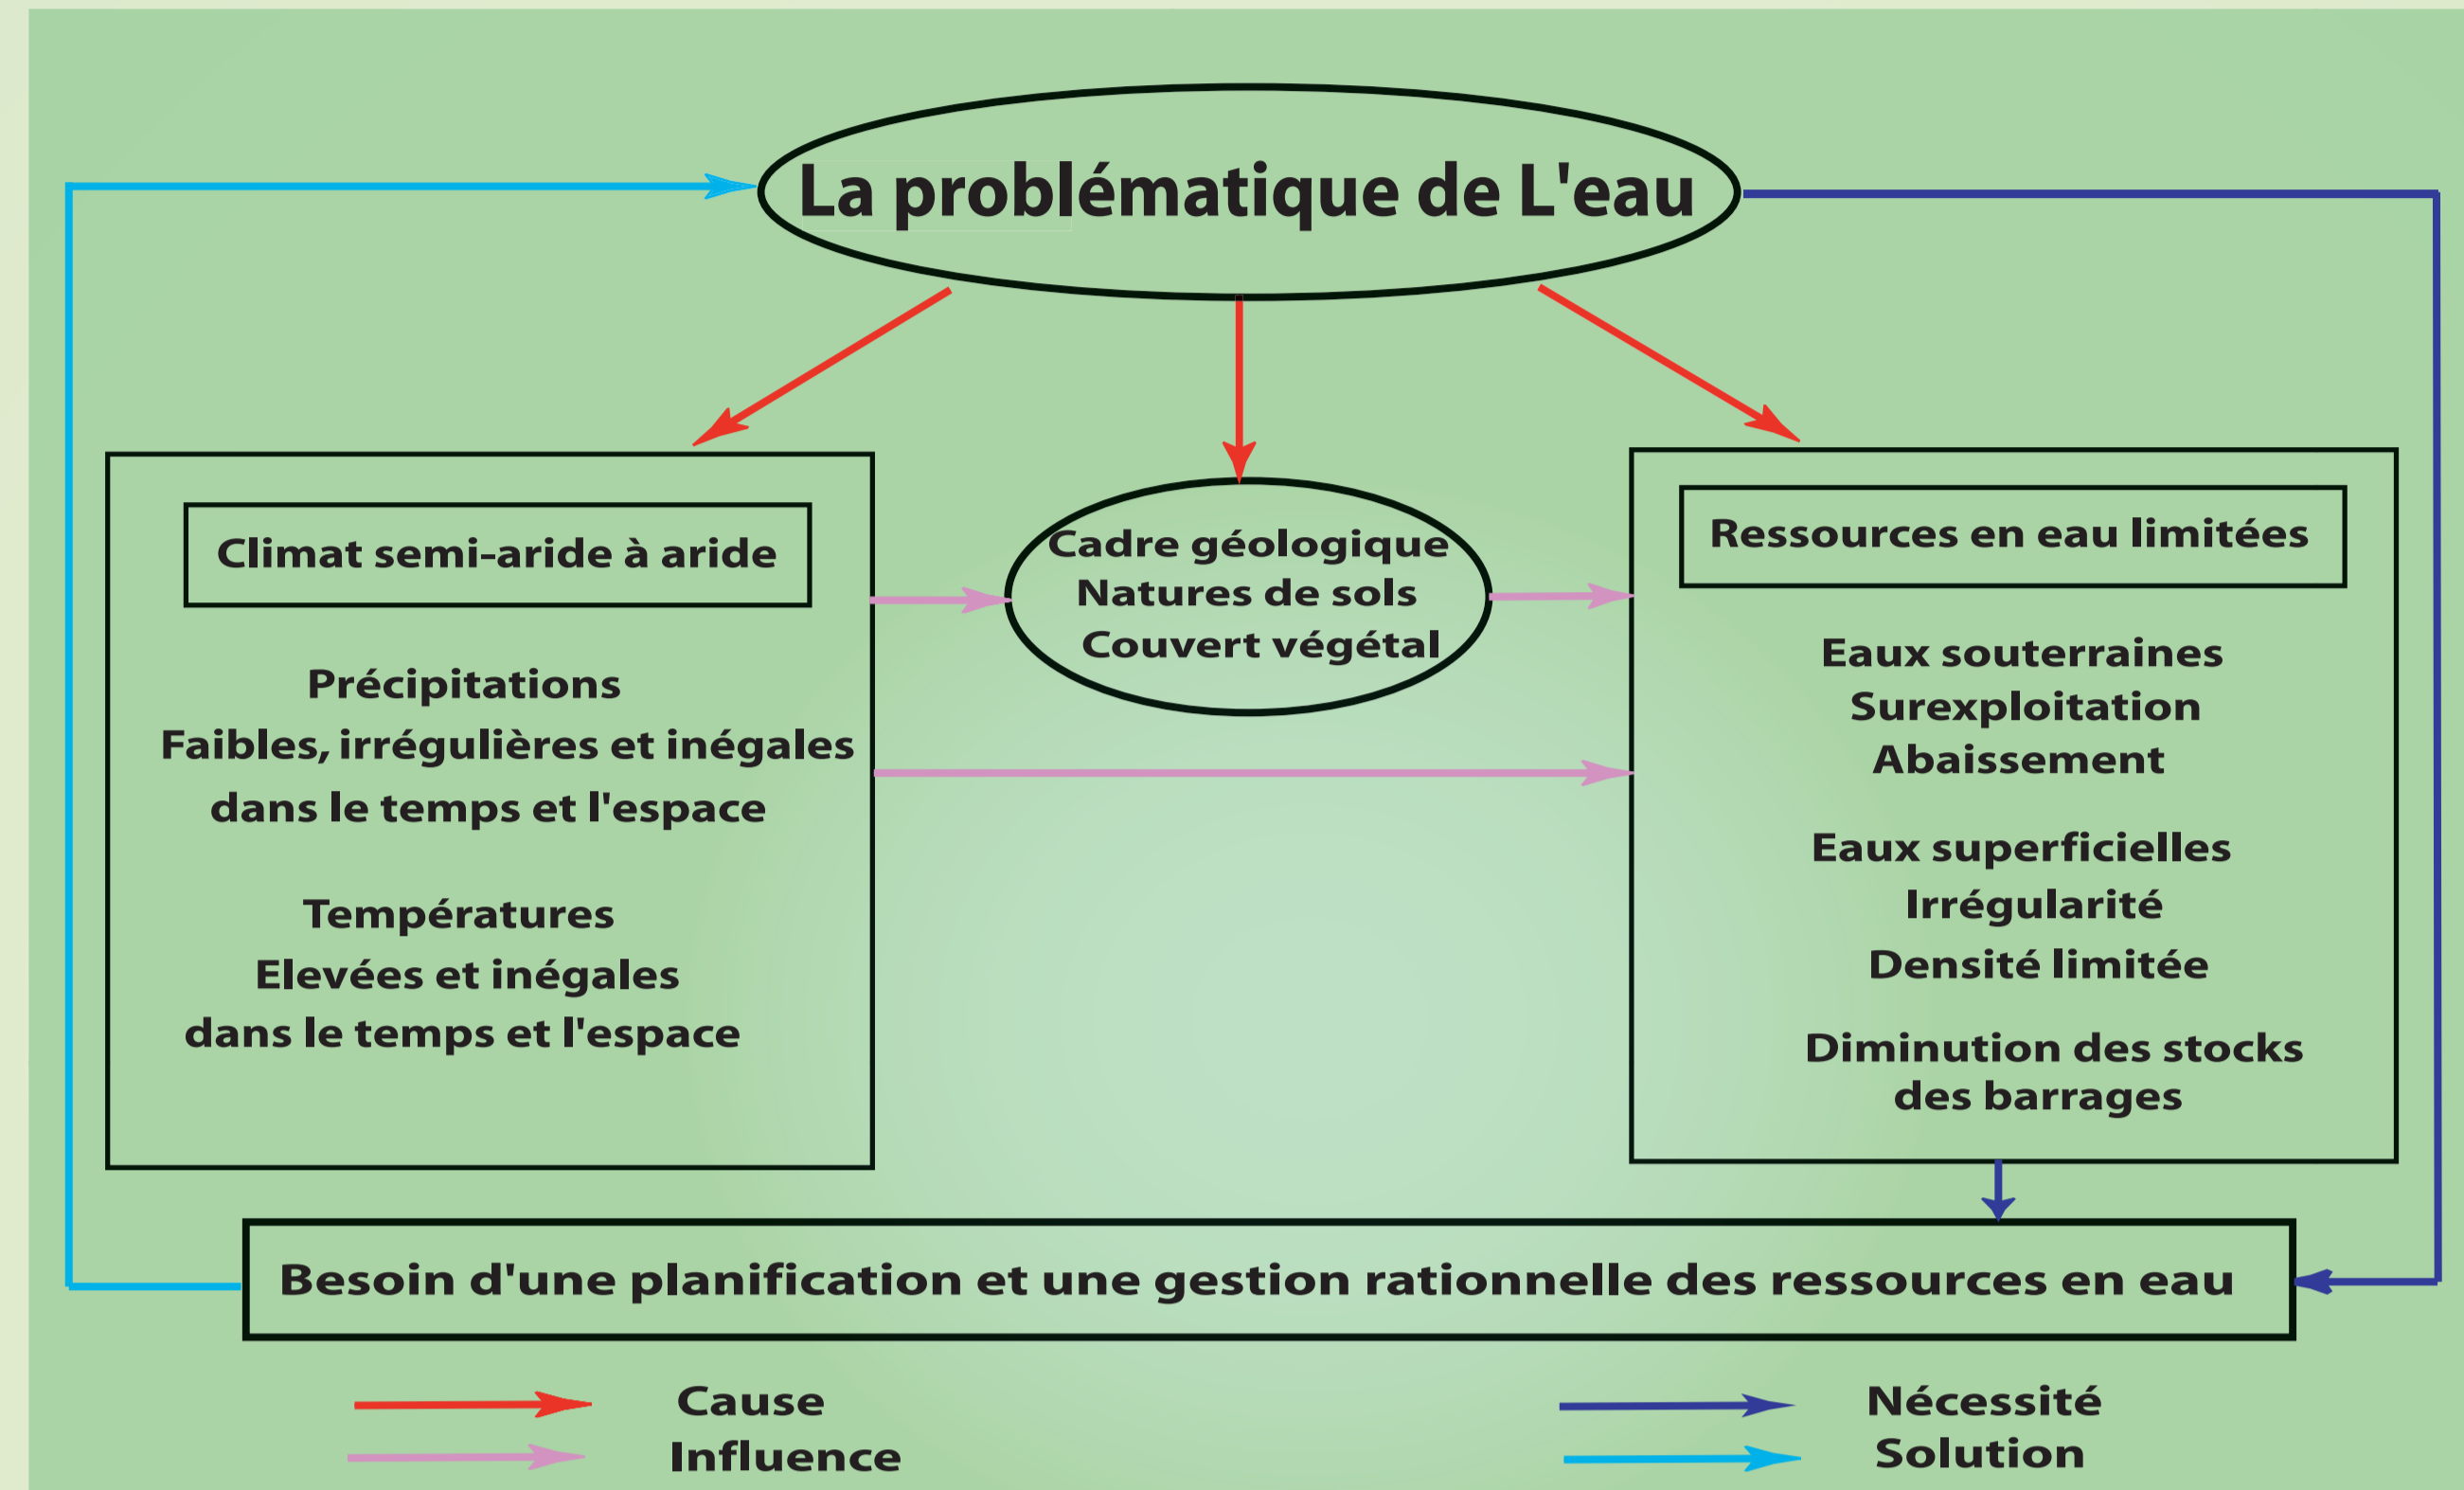 La problématique de L'eau
Climat semi-aride à aride
Précipitations
Faibles, irrégulières et inégales
dans le temps et l'espace
Températures
Elevées et inégales
dans le temps et l'espace
Cadre géologique
Natures de sols
Couvert végétal
Ressources en eau limitées
Eaux souterraines
Surexploitation
Abaissement
Eaux superficielles
Irrégularité
Densité limitée
Diminution des stocks
des barrages
Besoin d'une planification et une gestion rationnelle des ressources en eau
Cause
Influence
Nécessité
Solution